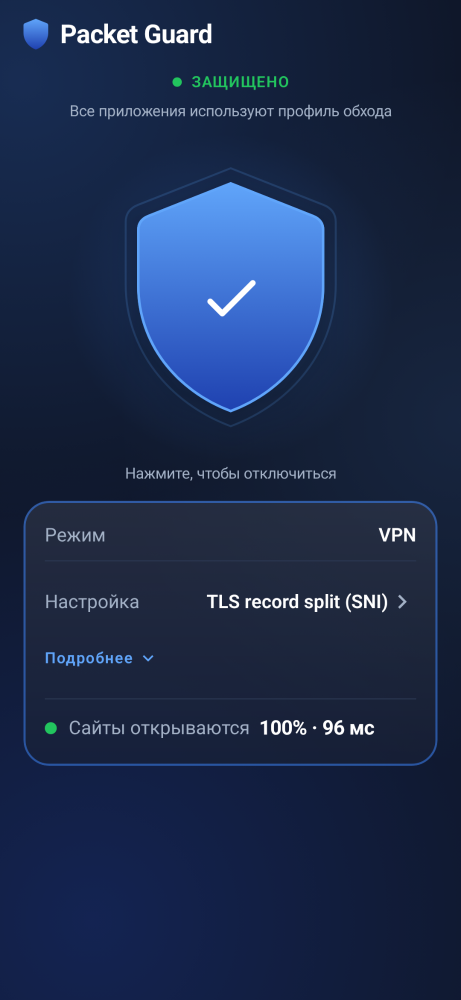 Packet Guard
ЗАЩИЩЕНО
Все приложения используют профиль обхода
Нажмите, чтобы отключиться
Режим VPN
Настройка TLS record split (SNI)
Подробнее
Сайты открываются 100% · 96 мс